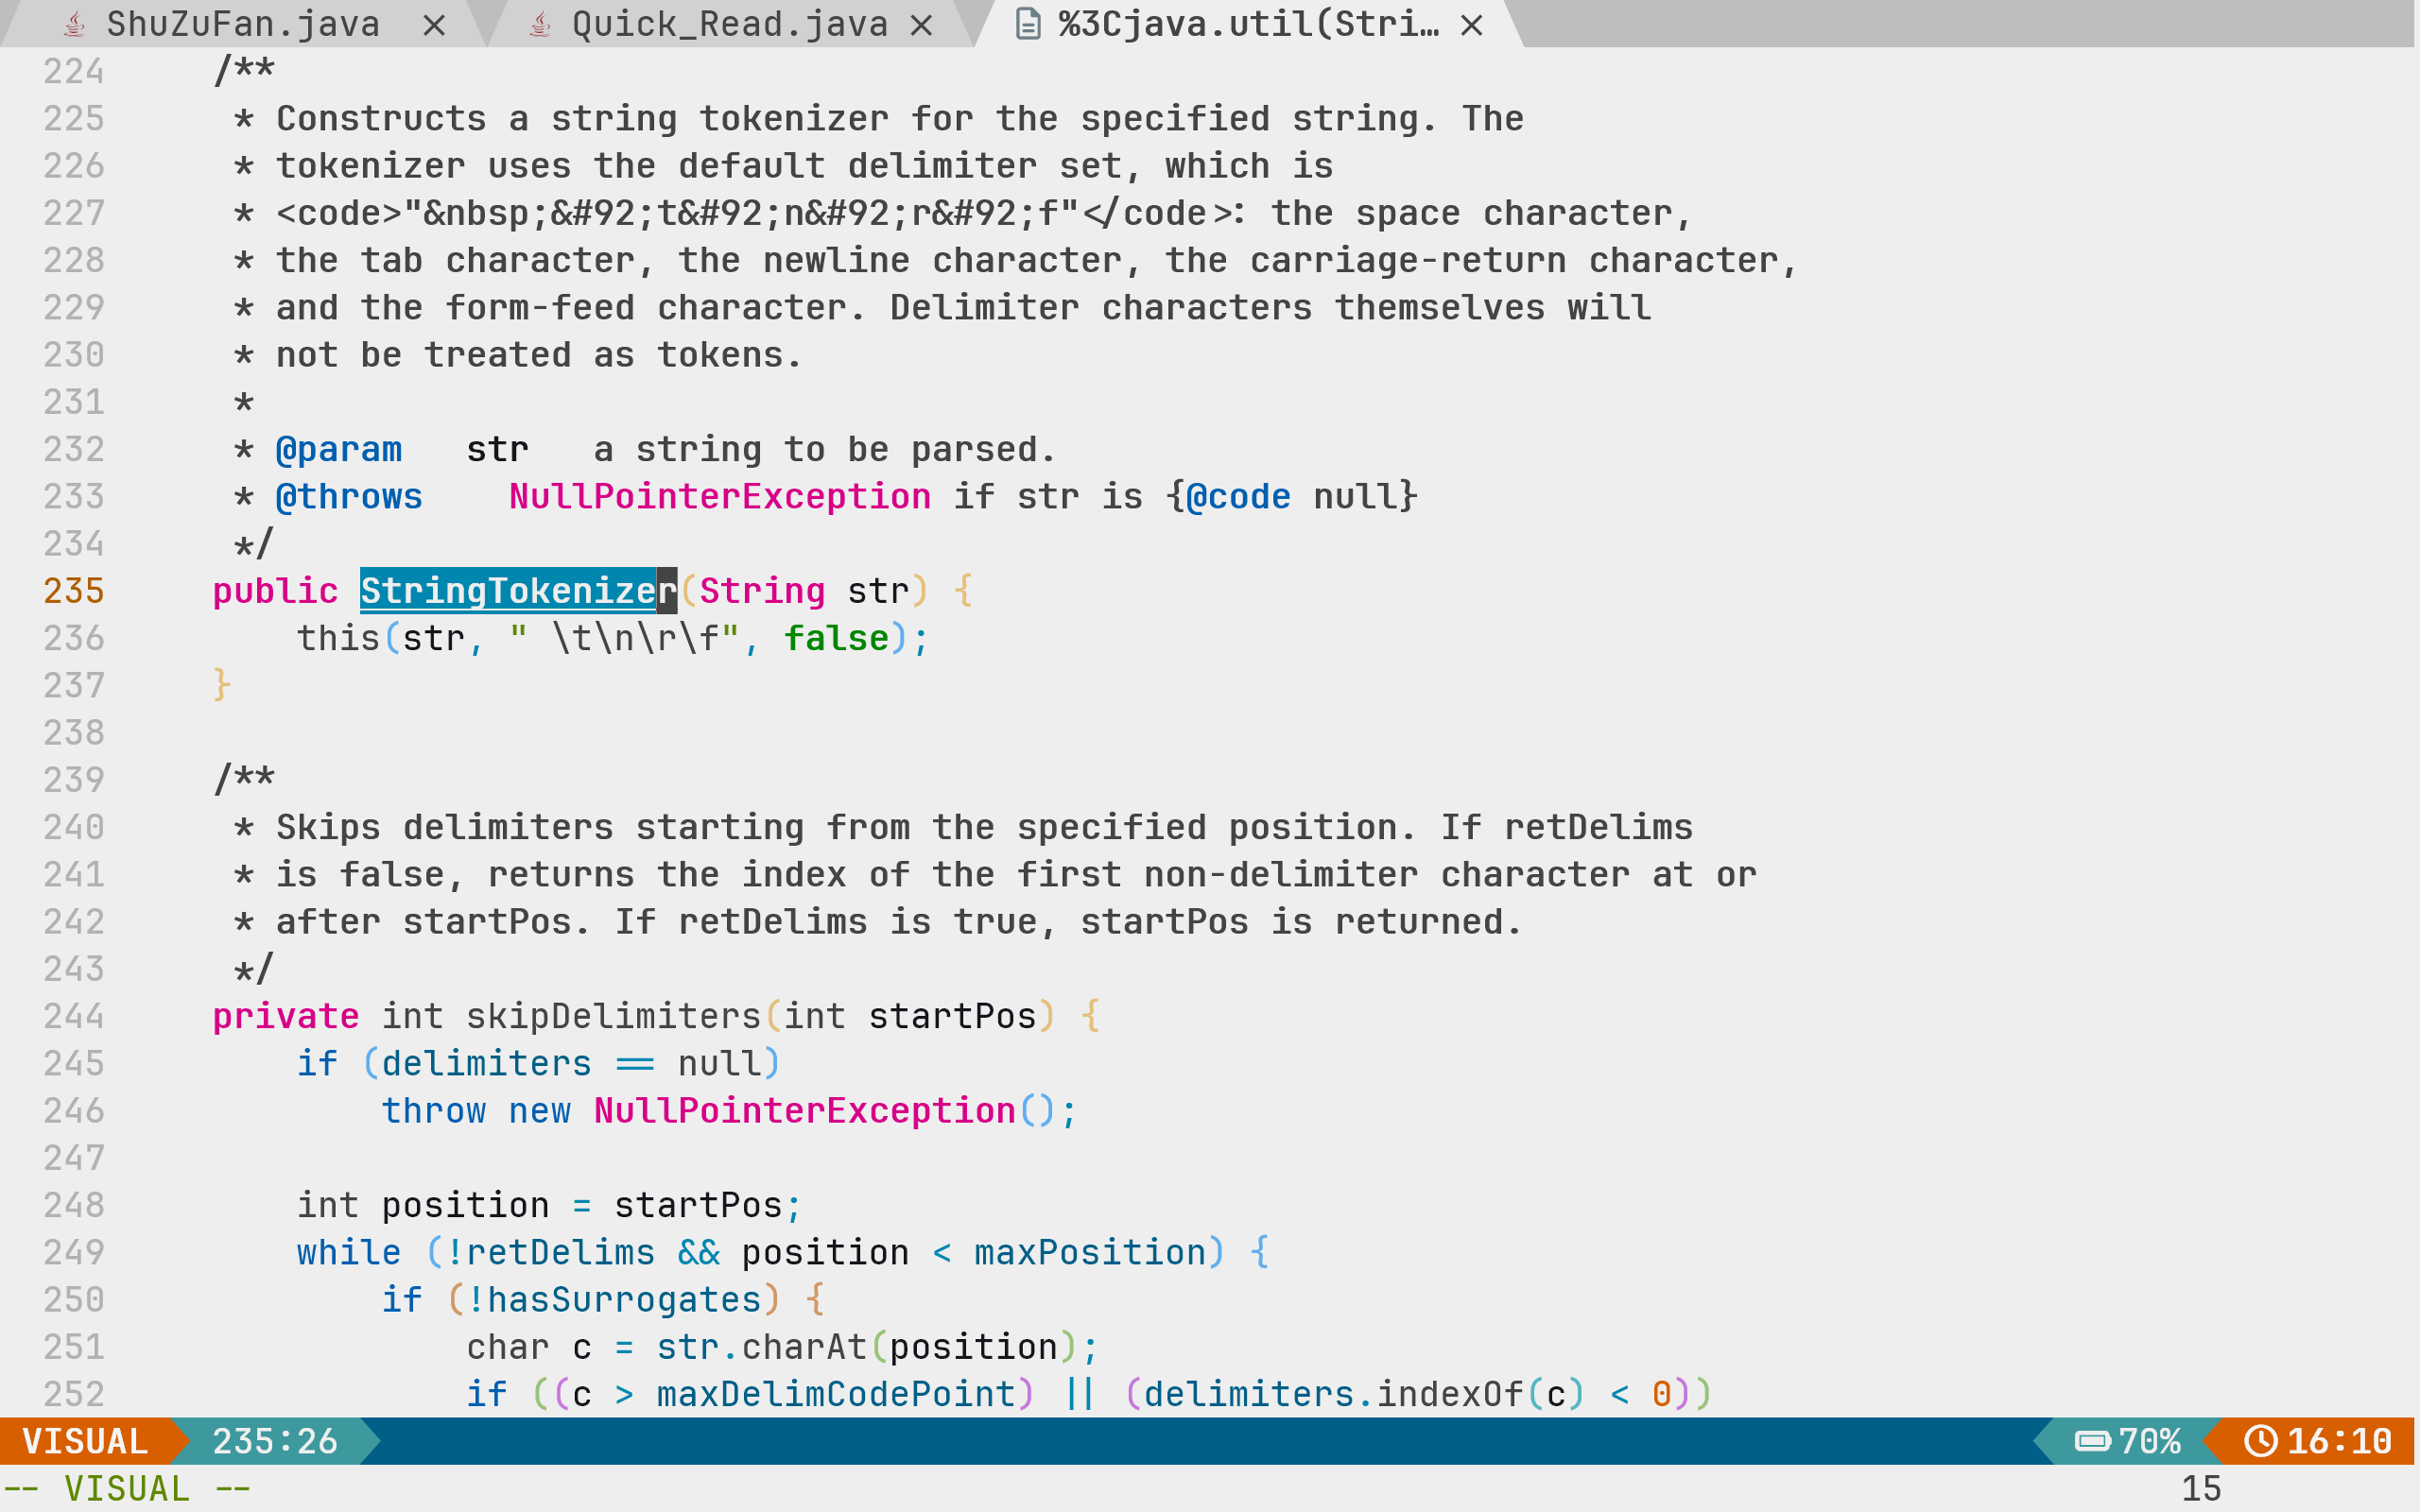 ShuZuFan.java × Quick_Read.java × %3Cjava.util(Stri… ×
224     /**
225      * Constructs a string tokenizer for the specified string. The
226      * tokenizer uses the default delimiter set, which is
227      * <code>"&nbsp;&#92;t&#92;n&#92;r&#92;f"</code>: the space character,
228      * the tab character, the newline character, the carriage-return character,
229      * and the form-feed character. Delimiter characters themselves will
230      * not be treated as tokens.
231      *
232      * @param   str   a string to be parsed.
233      * @throws    NullPointerException if str is {@code null}
234      */
235     public StringTokenizer(String str) {
236         this(str, " \t\n\r\f", false);
237     }
238
239     /**
240      * Skips delimiters starting from the specified position. If retDelims
241      * is false, returns the index of the first non-delimiter character at or
242      * after startPos. If retDelims is true, startPos is returned.
243      */
244     private int skipDelimiters(int startPos) {
245         if (delimiters == null)
246             throw new NullPointerException();
247
248         int position = startPos;
249         while (!retDelims && position < maxPosition) {
250             if (!hasSurrogates) {
251                 char c = str.charAt(position);
252                 if ((c > maxDelimCodePoint) || (delimiters.indexOf(c) < 0))
VISUAL 235:26 70% 16:10
-- VISUAL -- 15